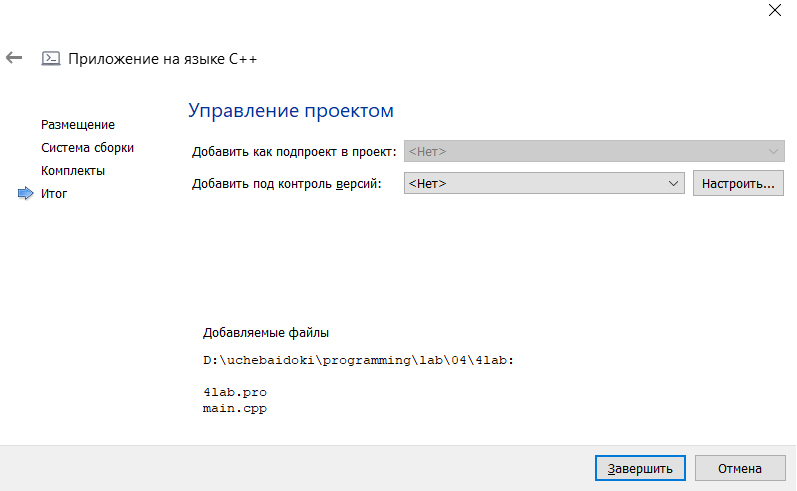 Приложение на языке C++
Размещение
Система сборки
Комплекты
Итог
Управление проектом
Добавить как подпроект в проект: <Нет>
Добавить под контроль версий: <Нет> Настроить...
Добавляемые файлы
D:\uchebaidoki\programming\lab\04\4lab:
4lab.pro
main.cpp
Завершить Отмена